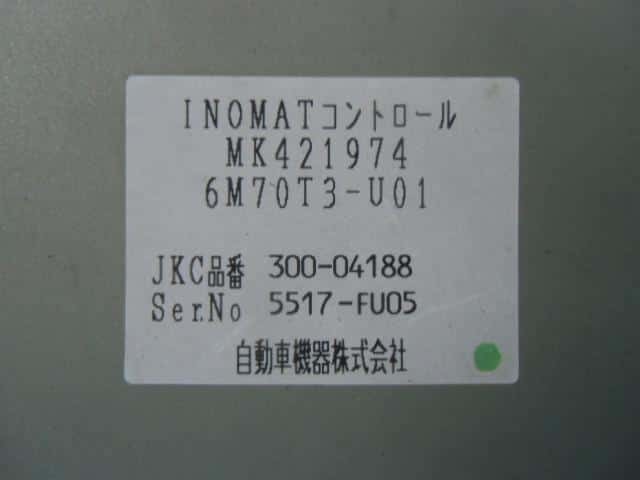 INOMATコントロール
MK421974
6M70T3-U01
JKC品番 300-04188
Ser.No 5517-FU05
自動車機器株式会社